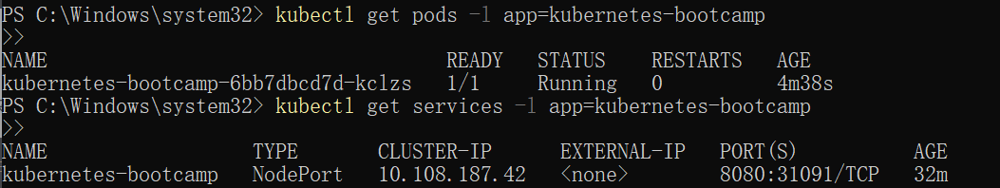 PS C:\Windows\system32> kubectl get pods -l app=kubernetes-bootcamp
>>
NAME READY STATUS RESTARTS AGE
kubernetes-bootcamp-6bb7dbcd7d-kclzs 1/1 Running 0 4m38s
PS C:\Windows\system32> kubectl get services -l app=kubernetes-bootcamp
>>
NAME TYPE CLUSTER-IP EXTERNAL-IP PORT(S) AGE
kubernetes-bootcamp NodePort 10.108.187.42 <none> 8080:31091/TCP 32m